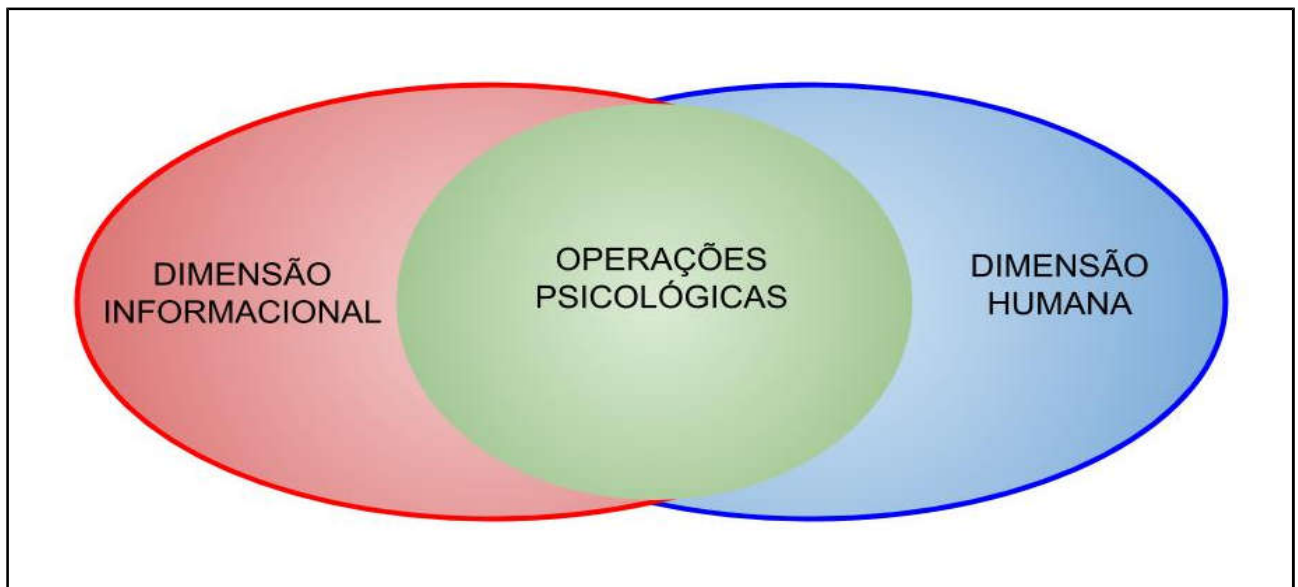 DIMENSÃO
INFORMACIONAL
OPERAÇÕES
PSICOLÓGICAS
DIMENSÃO
HUMANA